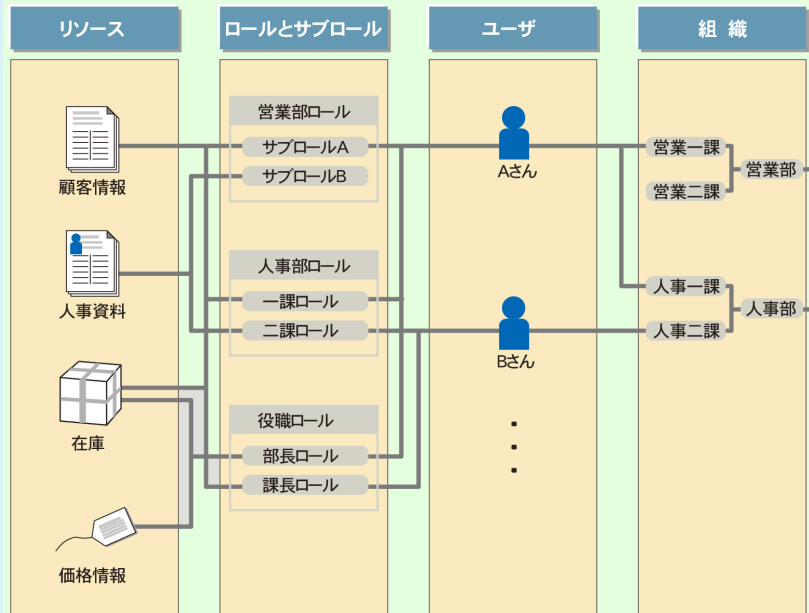 リソース
ロールとサブロール
ユーザ
組 織
顧客情報
人事資料
在庫
価格情報
営業部ロール
サブロールA
サブロールB
人事部ロール
一課ロール
二課ロール
役職ロール
部長ロール
課長ロール
Aさん
Bさん
営業一課
営業二課
営業部
人事一課
人事二課
人事部